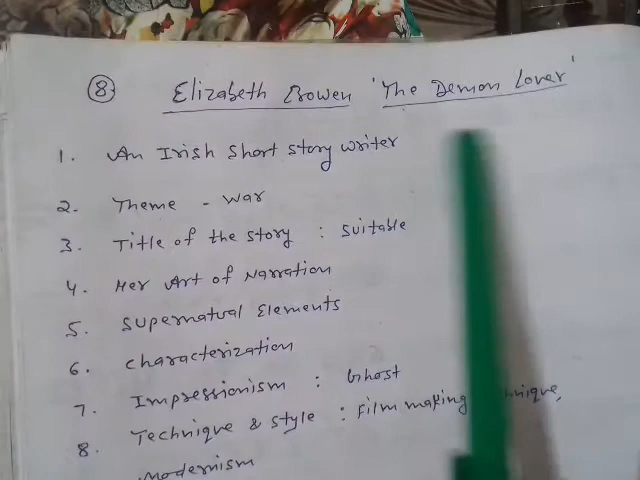 8 Elizabeth Bowen 'The Demon Lover'
1. An Irish Short story writer
2. Theme - War
3. Title of the story : Suitable
4. Her Art of Narration
5. Supernatual Elements
6. Characterization
7. Impressionism : Ghost
8. Technique & style : Film making
Modernism